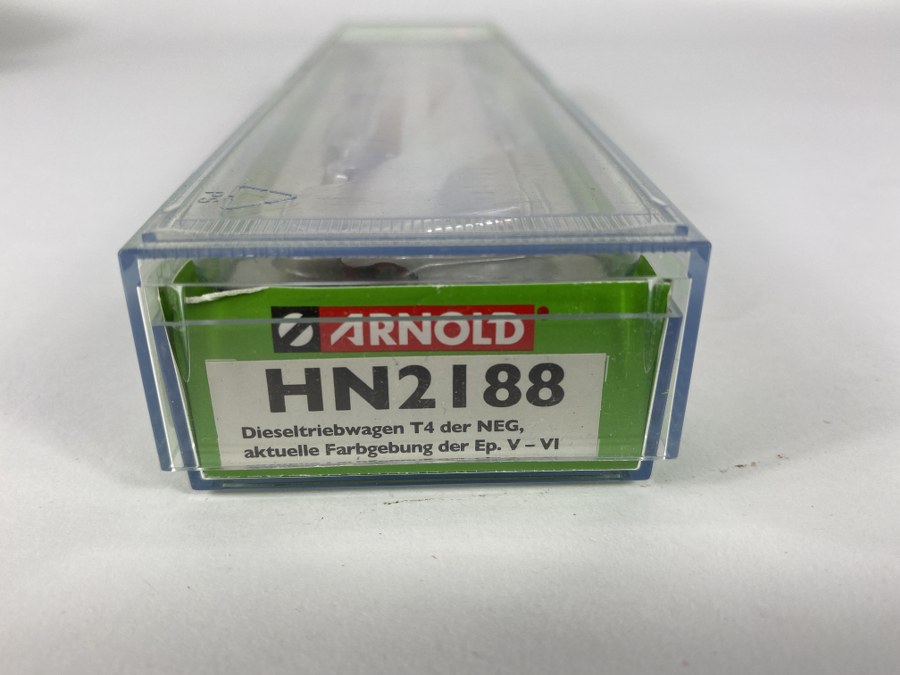 ARNOLD
HN2188
Dieseltriebwagen T4 der NEG,
aktuelle Farbgebung der Ep. V – VI